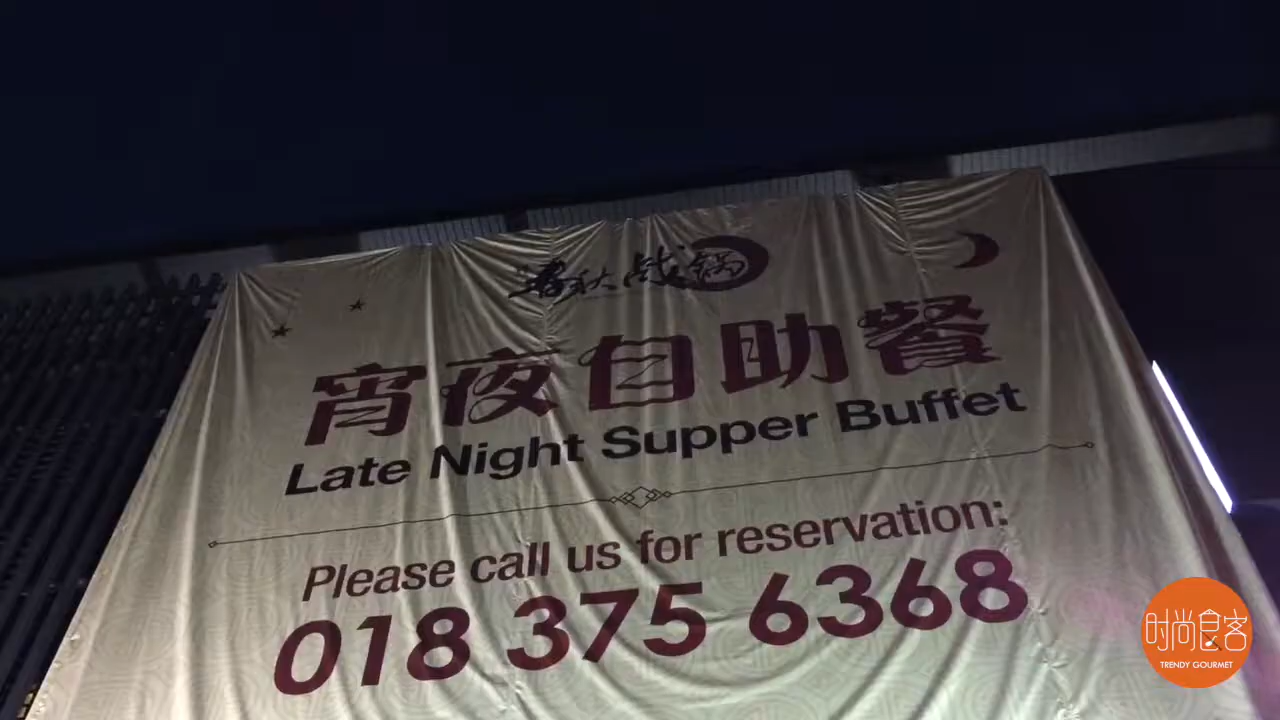 春秋战锅
宵夜自助餐
Late Night Supper Buffet
Please call us for reservation:
018 375 6368
时尚食客
TRENDY GOURMET